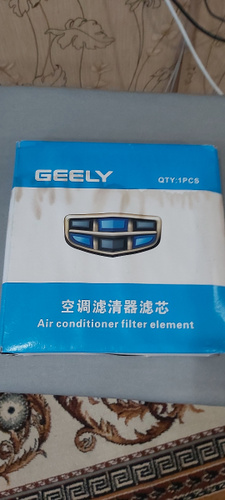 GEELY QTY:1PCS
空调滤清器滤芯
Air conditioner filter element